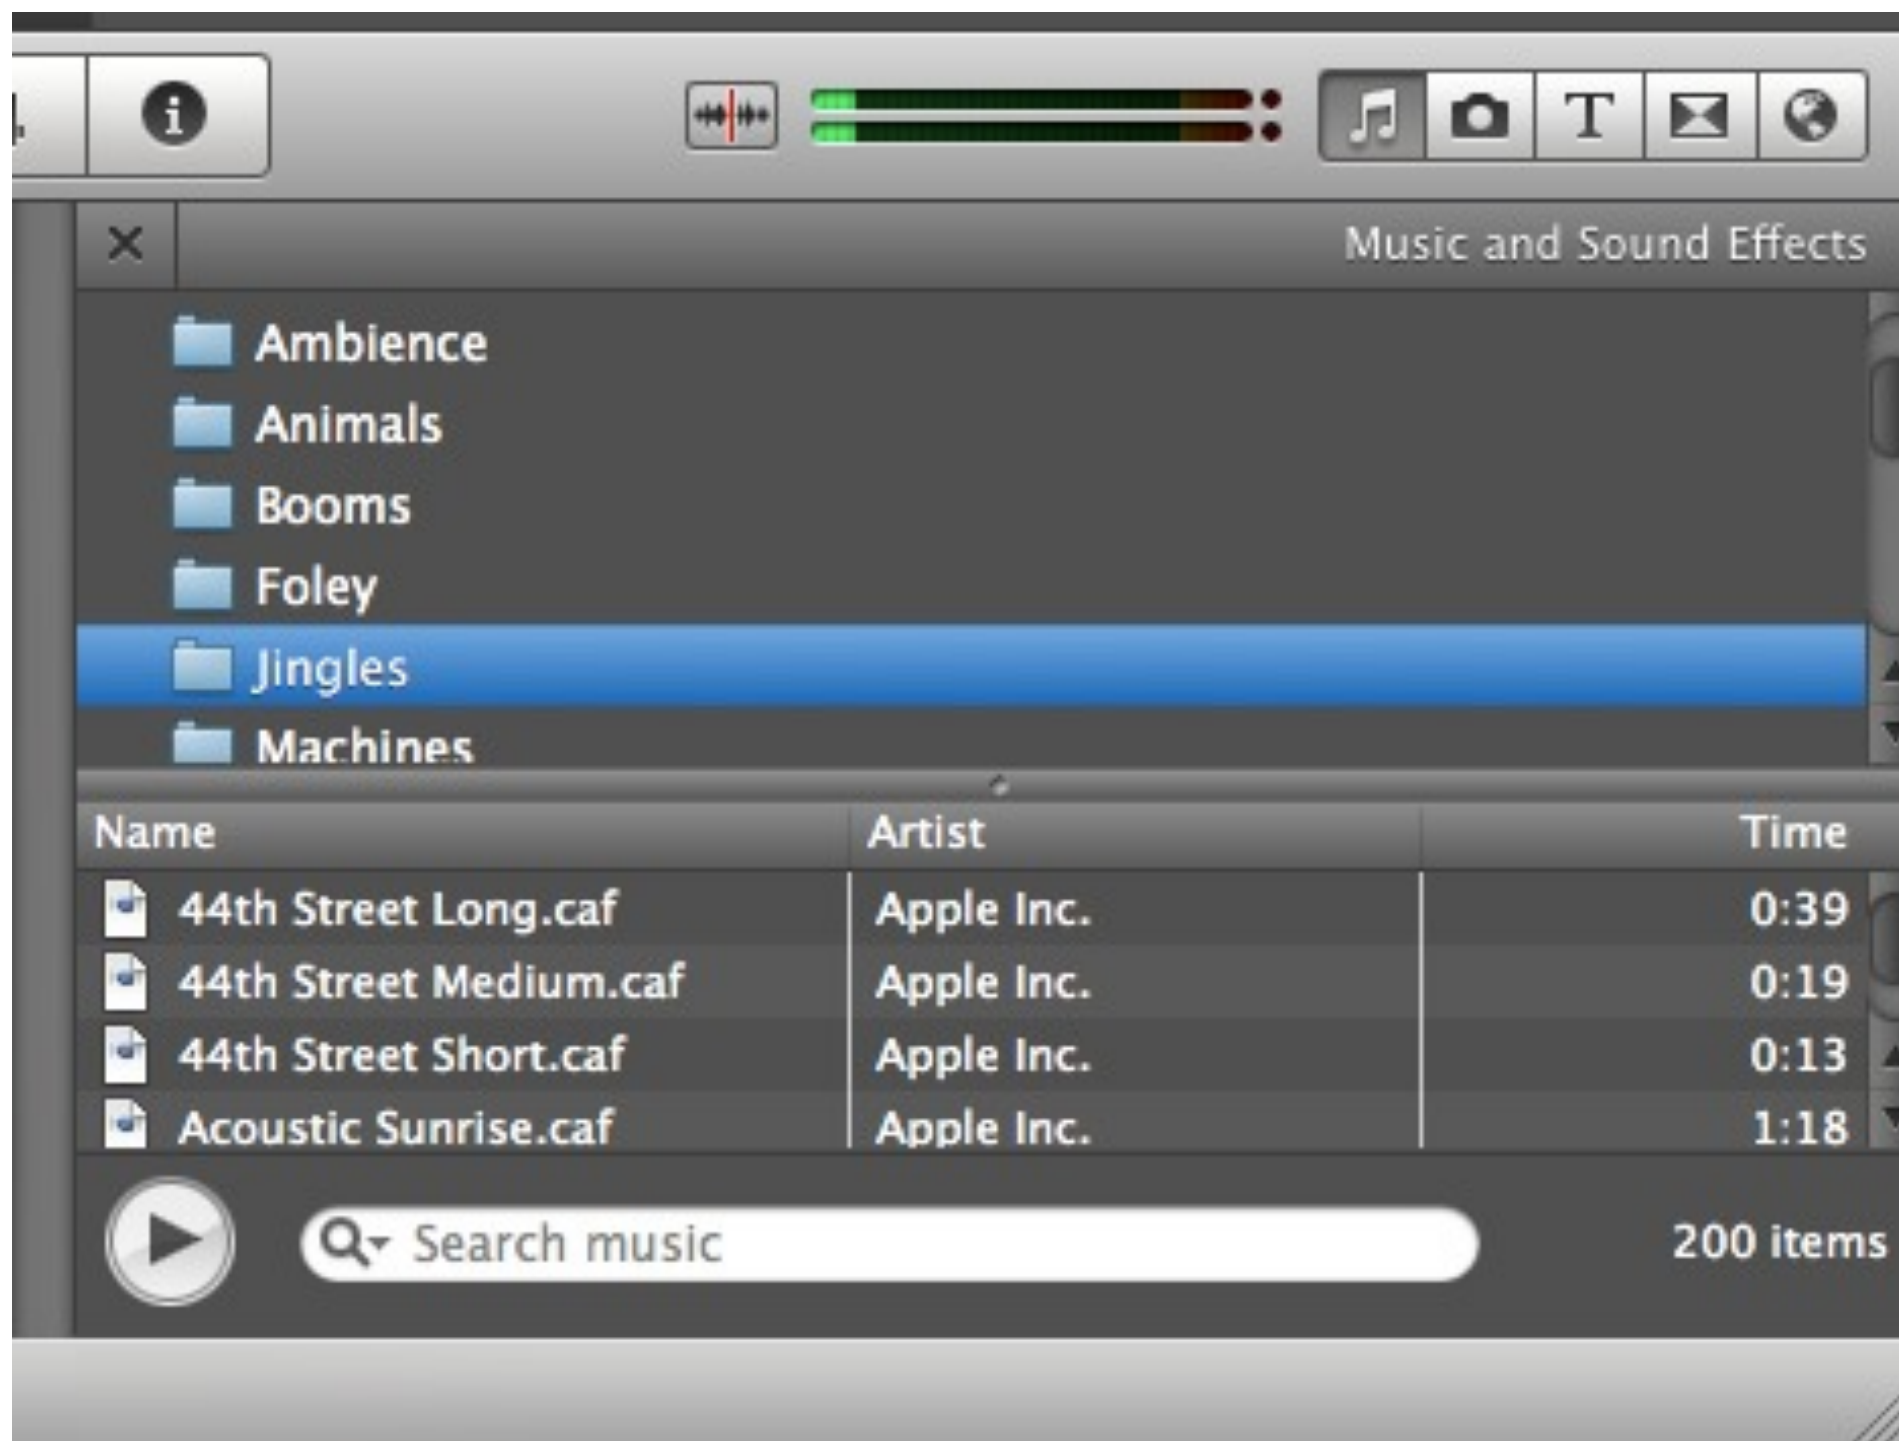 T
Music and Sound Effects
Ambience
Animals
Booms
Foley
Jingles
Machines
Name Artist Time
44th Street Long.caf Apple Inc. 0:39
44th Street Medium.caf Apple Inc. 0:19
44th Street Short.caf Apple Inc. 0:13
Acoustic Sunrise.caf Apple Inc. 1:18
Search music 200 items